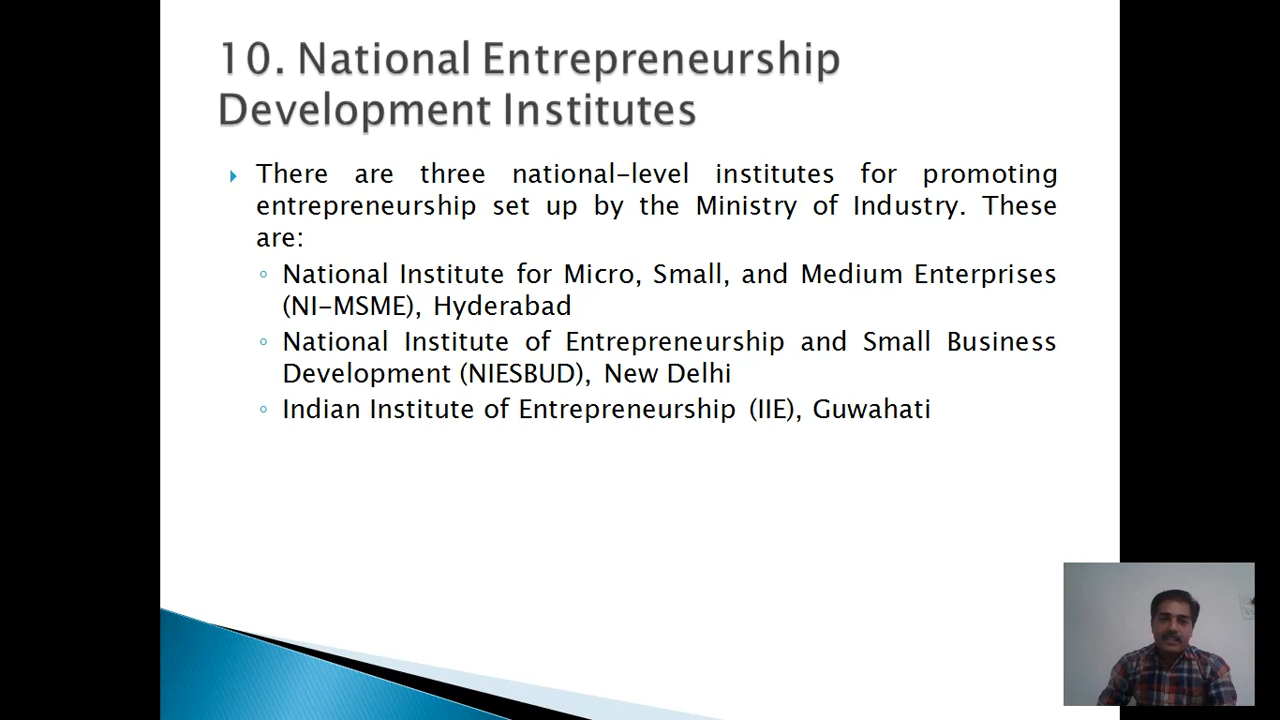 10. National Entrepreneurship
Development Institutes
There are three national-level institutes for promoting
entrepreneurship set up by the Ministry of Industry. These
are:
National Institute for Micro, Small, and Medium Enterprises
(NI-MSME), Hyderabad
National Institute of Entrepreneurship and Small Business
Development (NIESBUD), New Delhi
Indian Institute of Entrepreneurship (IIE), Guwahati